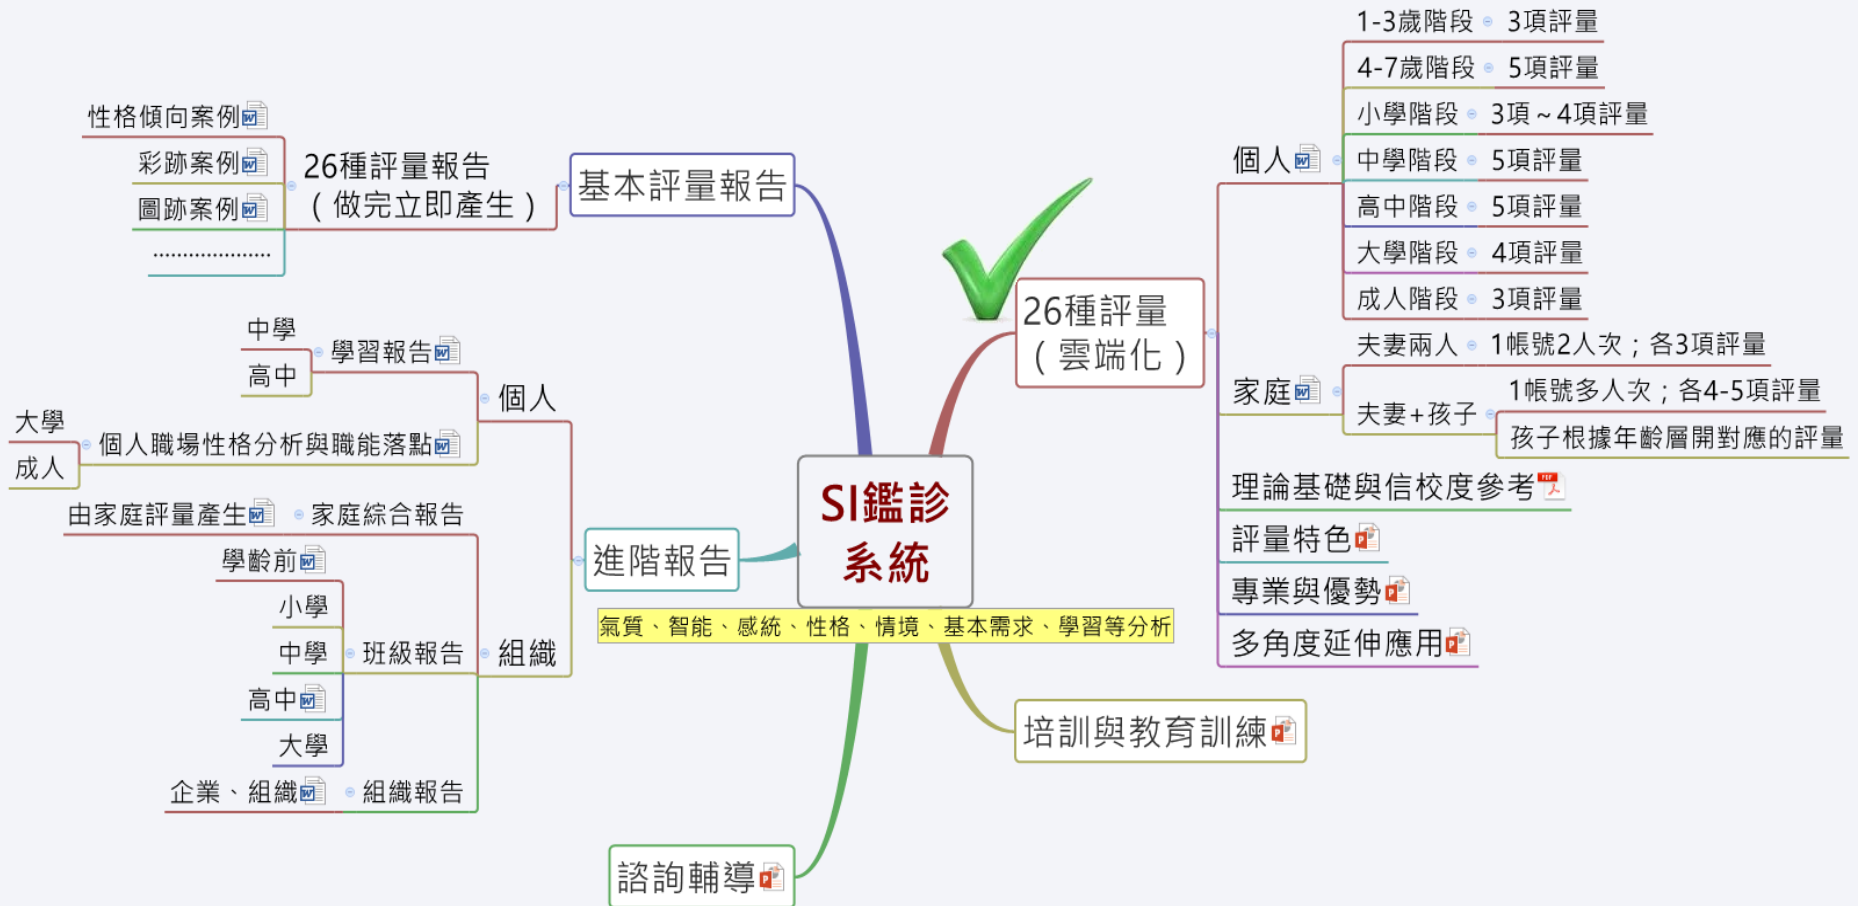 SI鑑診
系統
氣質、智能、感統、性格、情境、基本需求、學習等分析
26種評量
（雲端化）
個人
1-3歲階段 3項評量
4-7歲階段 5項評量
小學階段 3項～4項評量
中學階段 5項評量
高中階段 5項評量
大學階段 4項評量
成人階段 3項評量
家庭
夫妻兩人 1帳號2人次；各3項評量
夫妻+孩子
1帳號多人次；各4-5項評量
孩子根據年齡層開對應的評量
理論基礎與信校度參考
評量特色
專業與優勢
多角度延伸應用
培訓與教育訓練
基本評量報告
26種評量報告
（做完立即產生）
性格傾向案例
彩跡案例
圖跡案例
....................
進階報告
個人
學習報告
中學
高中
個人職場性格分析與職能落點
大學
成人
組織
家庭綜合報告
由家庭評量產生
班級報告
學齡前
小學
中學
高中
大學
組織報告
企業、組織
諮詢輔導